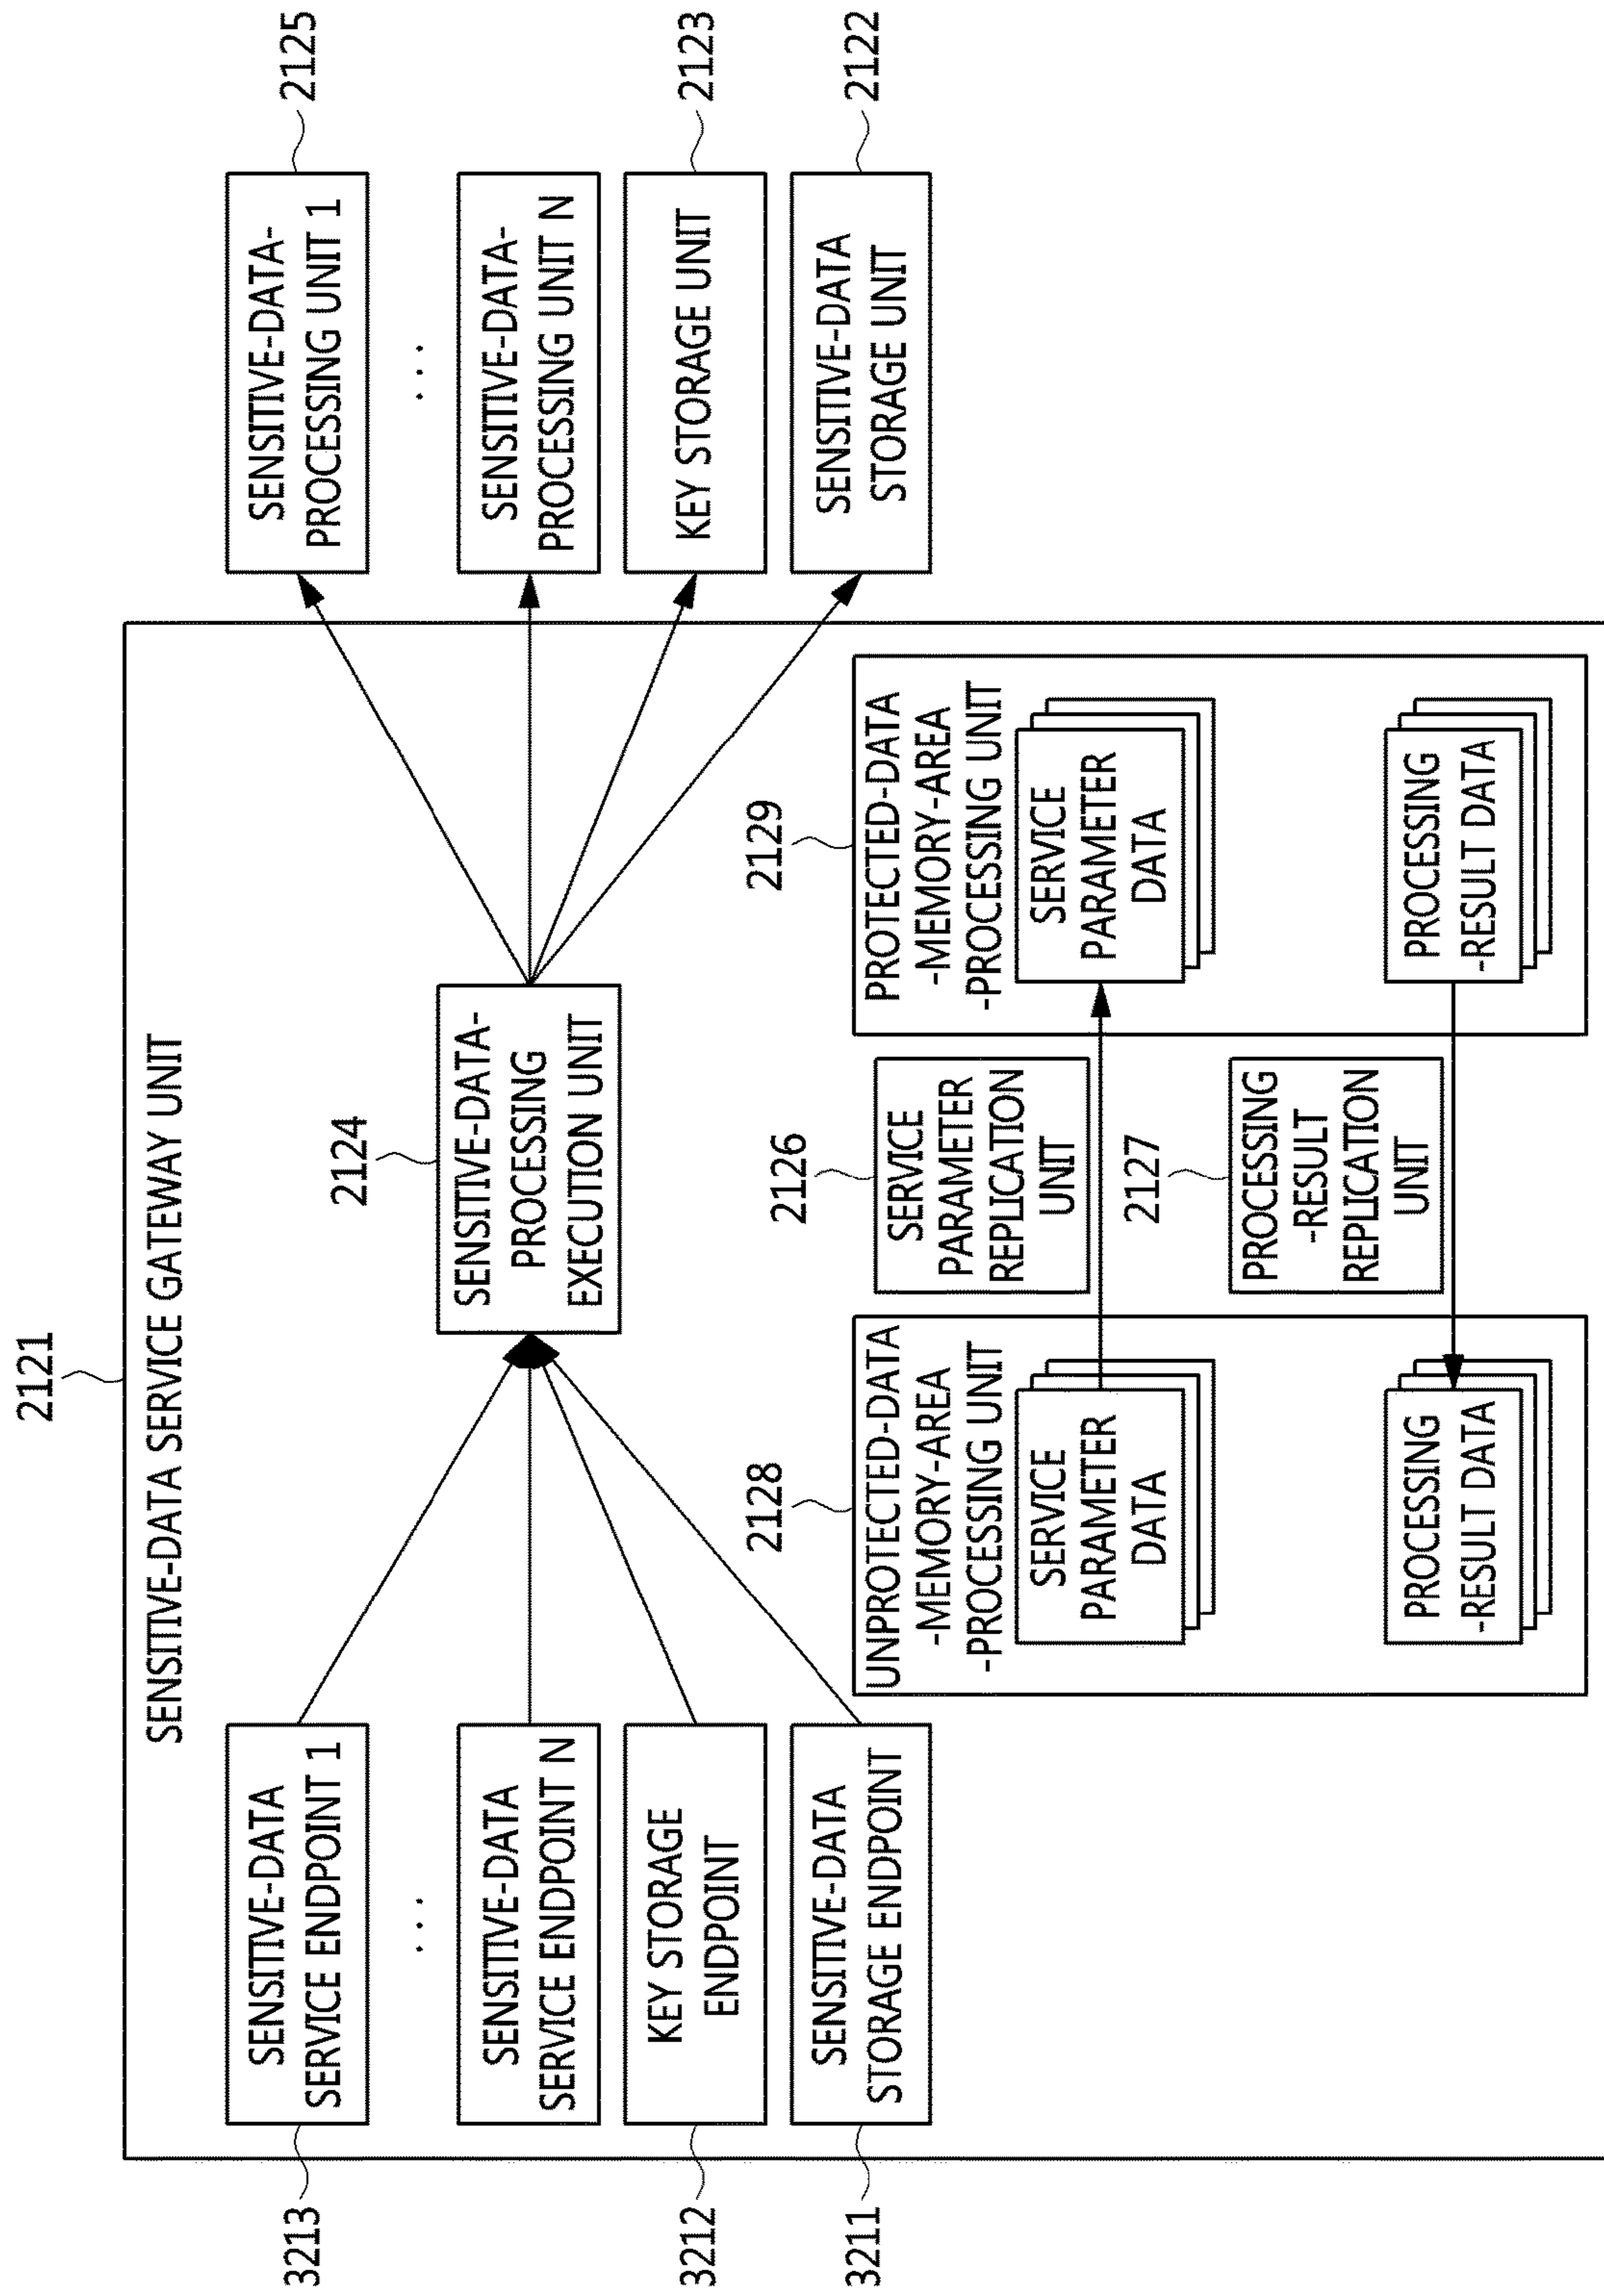 2121
SENSITIVE-DATA SERVICE GATEWAY UNIT
3213
SENSITIVE-DATA
SERVICE ENDPOINT 1
...
SENSITIVE-DATA
SERVICE ENDPOINT N
3212
KEY STORAGE
ENDPOINT
3211
SENSITIVE-DATA
STORAGE ENDPOINT
2124
SENSITIVE-DATA-
PROCESSING
EXECUTION UNIT
2125
SENSITIVE-DATA-
PROCESSING UNIT 1
...
SENSITIVE-DATA-
PROCESSING UNIT N
2123
KEY STORAGE UNIT
2122
SENSITIVE-DATA
STORAGE UNIT
2128
UNPROTECTED-DATA
-MEMORY-AREA
-PROCESSING UNIT
SERVICE
PARAMETER
DATA
PROCESSING
-RESULT DATA
2126
SERVICE
PARAMETER
REPLICATION
UNIT
2127
PROCESSING
-RESULT
REPLICATION
UNIT
2129
PROTECTED-DATA
-MEMORY-AREA
-PROCESSING UNIT
SERVICE
PARAMETER
DATA
PROCESSING
-RESULT DATA